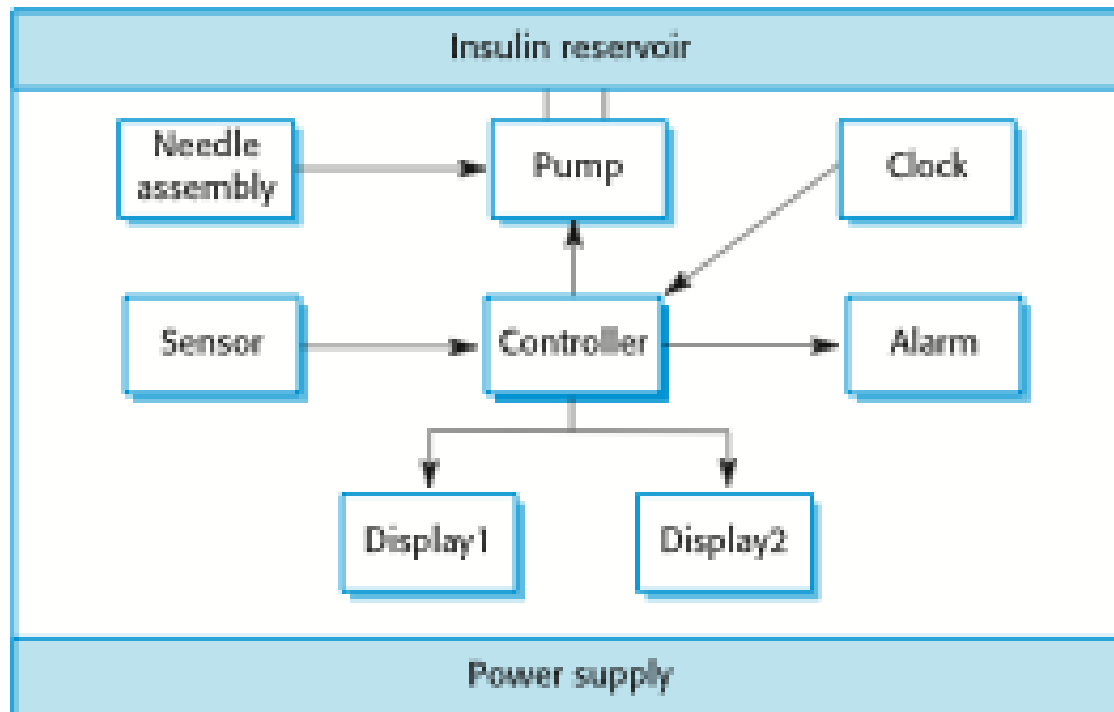 Insulin reservoir
Needle
assembly
Pump
Clock
Sensor
Controller
Alarm
Display1
Display2
Power supply